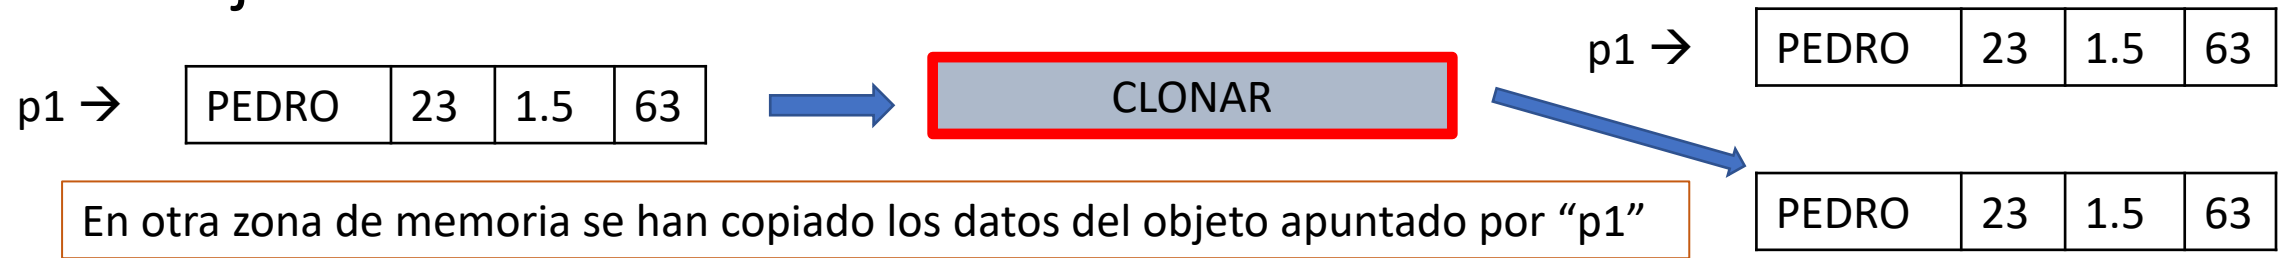 p1 → PEDRO 23 1.5 63
CLONAR
p1 → PEDRO 23 1.5 63
PEDRO 23 1.5 63
En otra zona de memoria se han copiado los datos del objeto apuntado por “p1”